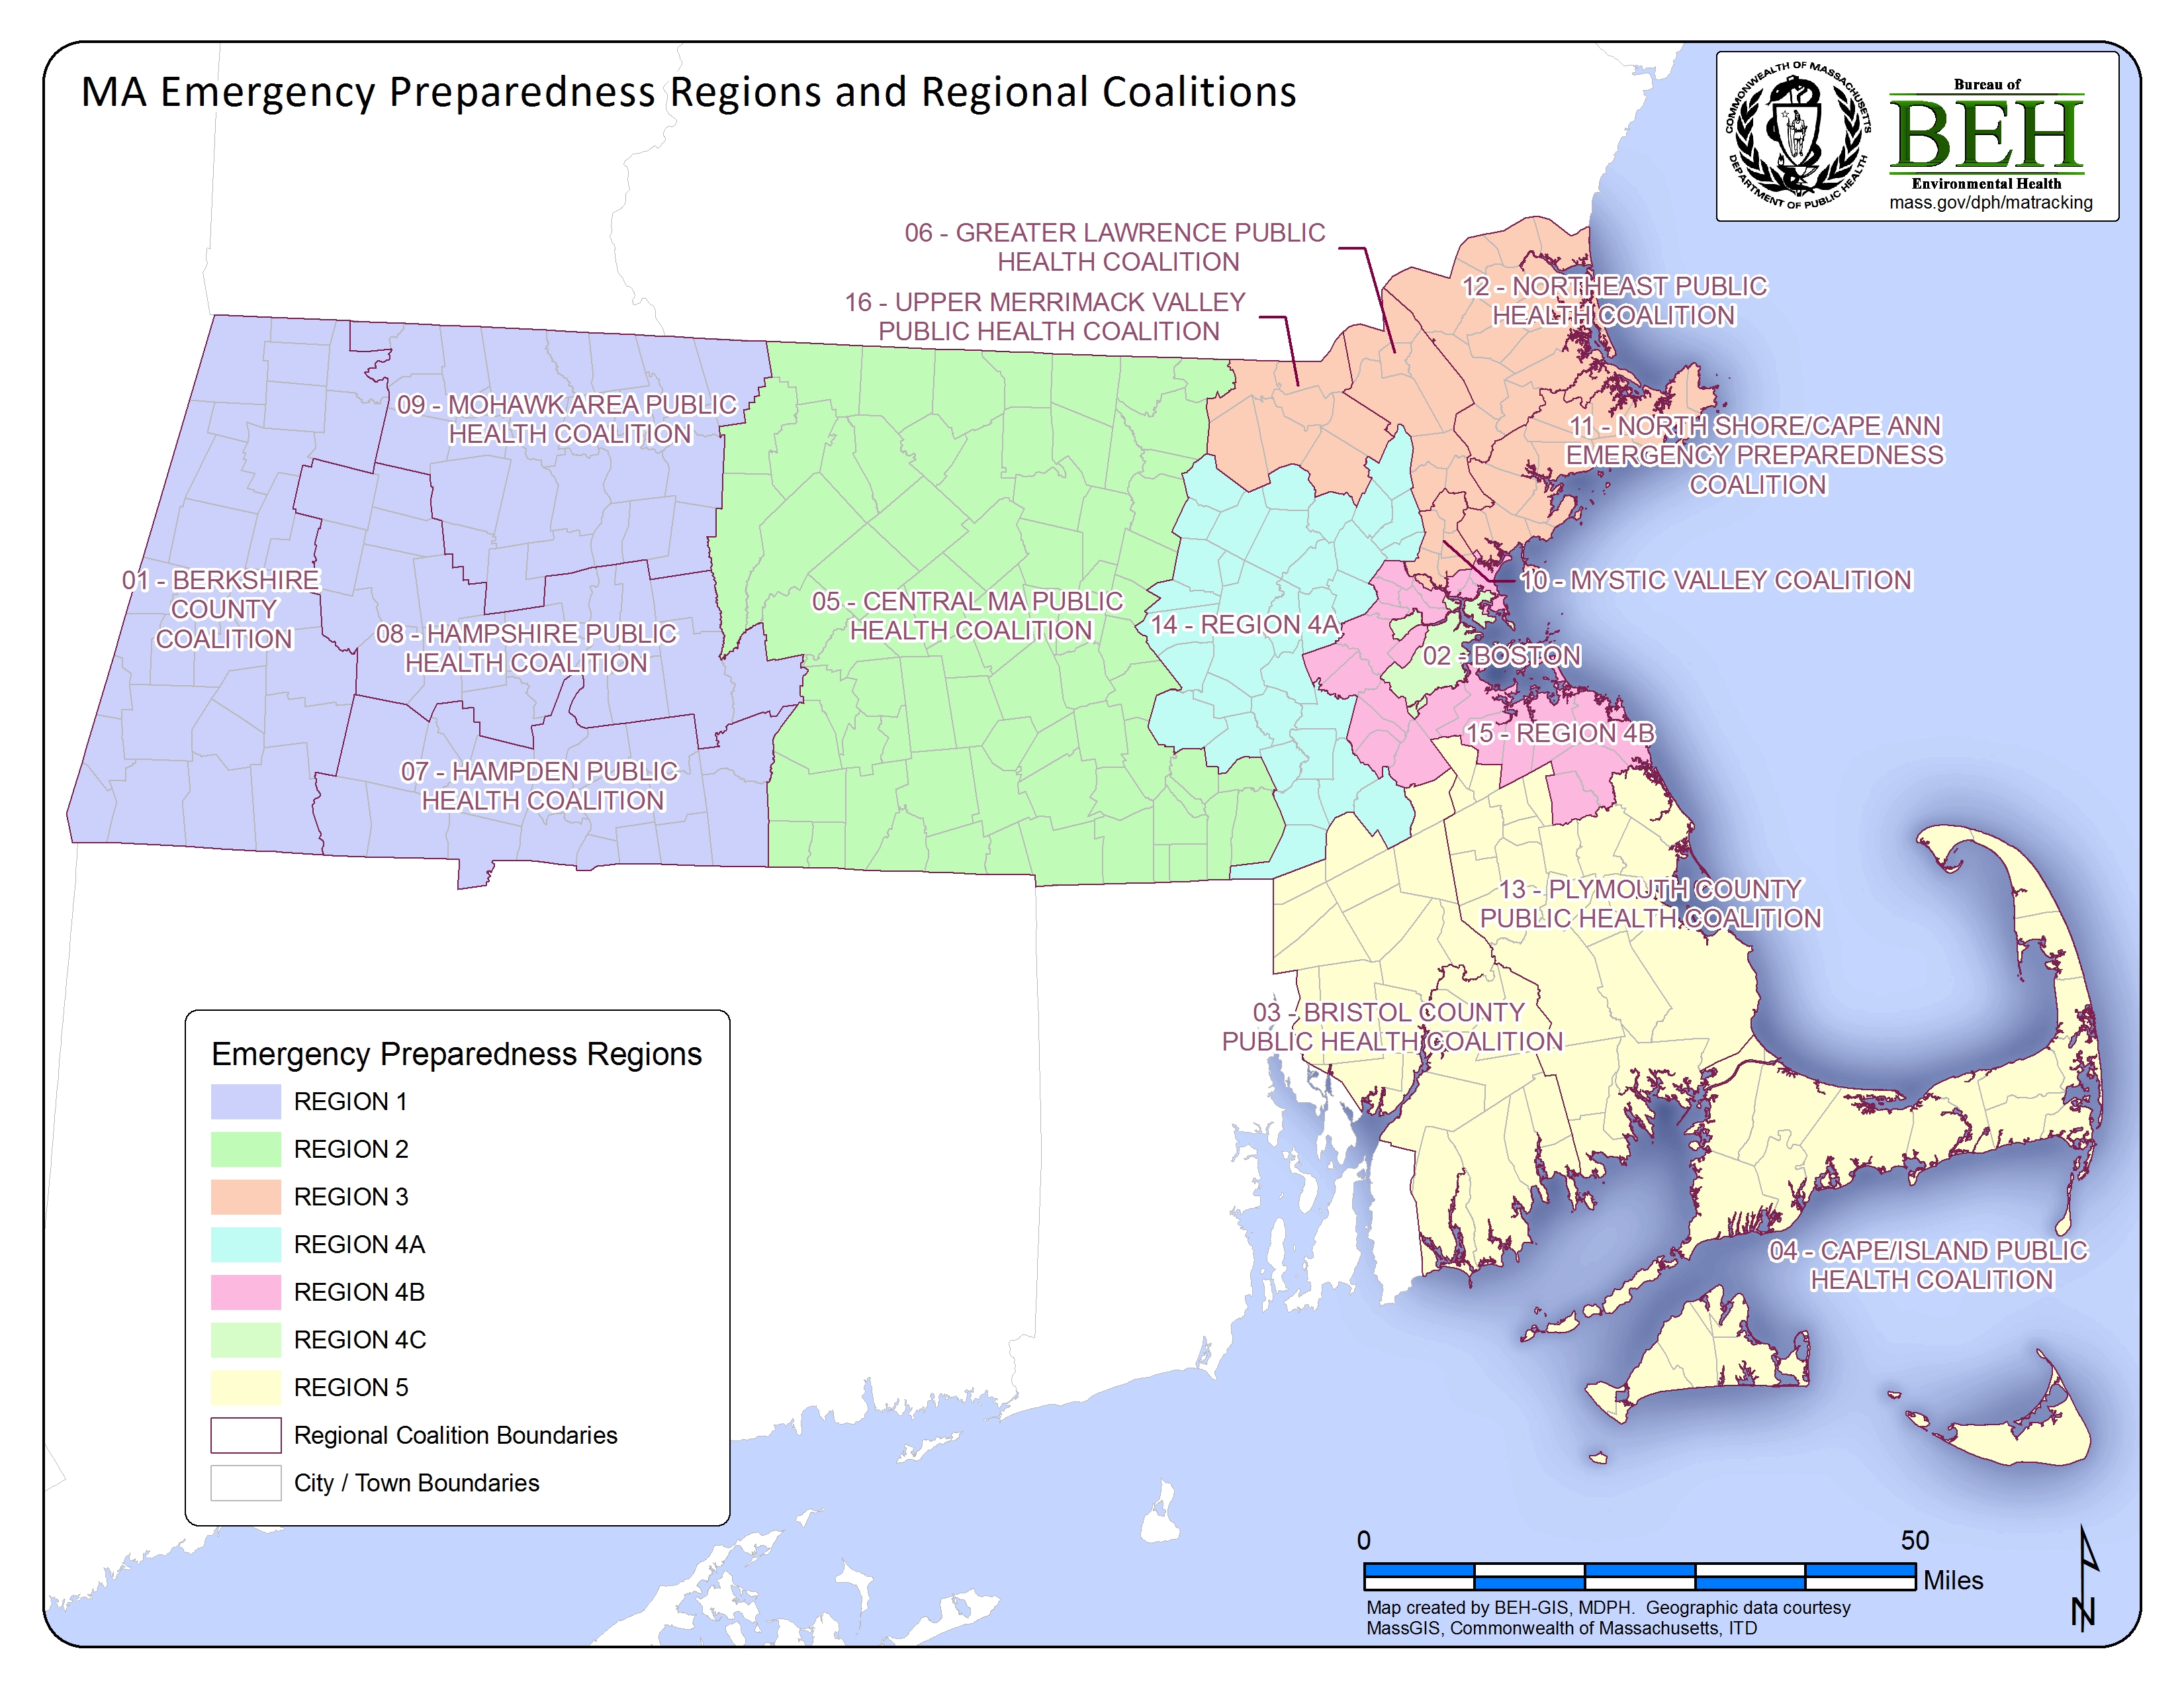 MA Emergency Preparedness Regions and Regional Coalitions
COMMONWEALTH OF MASSACHUSETTS
DEPARTMENT OF PUBLIC HEALTH
Bureau of
BEH
Environmental Health
mass.gov/dph/matracking
06 - GREATER LAWRENCE PUBLIC
HEALTH COALITION
16 - UPPER MERRIMACK VALLEY
PUBLIC HEALTH COALITION
12 - NORTHEAST PUBLIC
HEALTH COALITION
09 - MOHAWK AREA PUBLIC
HEALTH COALITION
11 - NORTH SHORE/CAPE ANN
EMERGENCY PREPAREDNESS
COALITION
01 - BERKSHIRE
COUNTY
COALITION
10 - MYSTIC VALLEY COALITION
05 - CENTRAL MA PUBLIC
HEALTH COALITION
14 - REGION 4A
08 - HAMPSHIRE PUBLIC
HEALTH COALITION
02 - BOSTON
15 - REGION 4B
07 - HAMPDEN PUBLIC
HEALTH COALITION
13 - PLYMOUTH COUNTY
PUBLIC HEALTH COALITION
03 - BRISTOL COUNTY
PUBLIC HEALTH COALITION
04 - CAPE/ISLAND PUBLIC
HEALTH COALITION
Emergency Preparedness Regions
REGION 1
REGION 2
REGION 3
REGION 4A
REGION 4B
REGION 4C
REGION 5
Regional Coalition Boundaries
City / Town Boundaries
0 50
Miles
Map created by BEH-GIS, MDPH. Geographic data courtesy
MassGIS, Commonwealth of Massachusetts, ITD
N